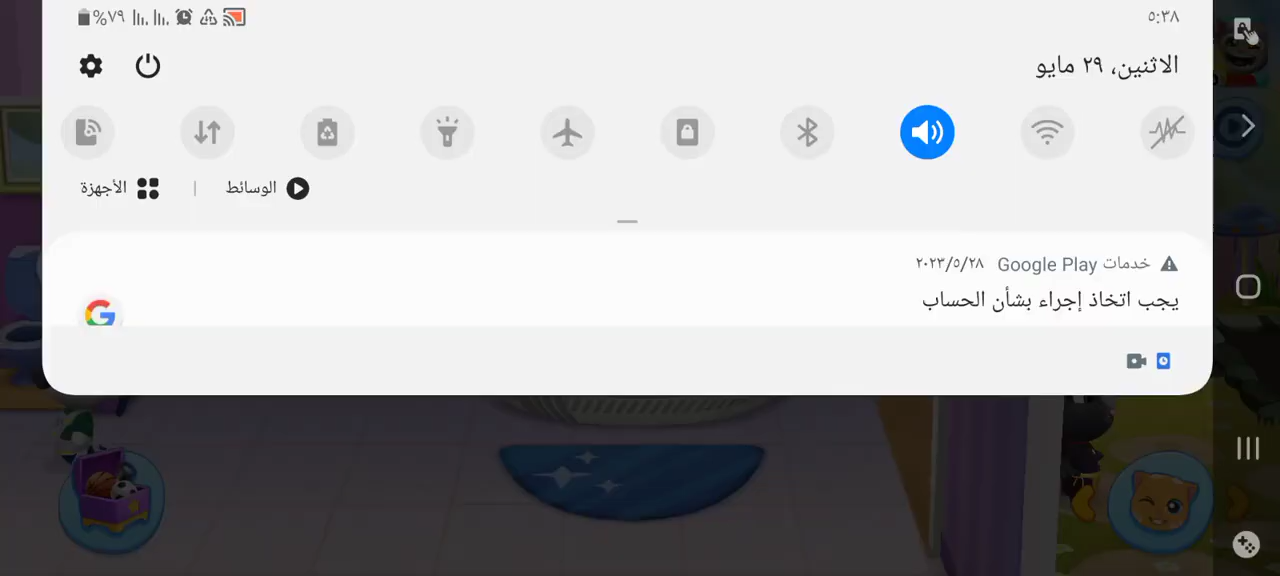 ٥:٣٨
%٧٩
الاثنين، ٢٩ مايو
الوسائط | الأجهزة
خدمات Google Play ٢٠٢٣/٥/٢٨
يجب اتخاذ إجراء بشأن الحساب